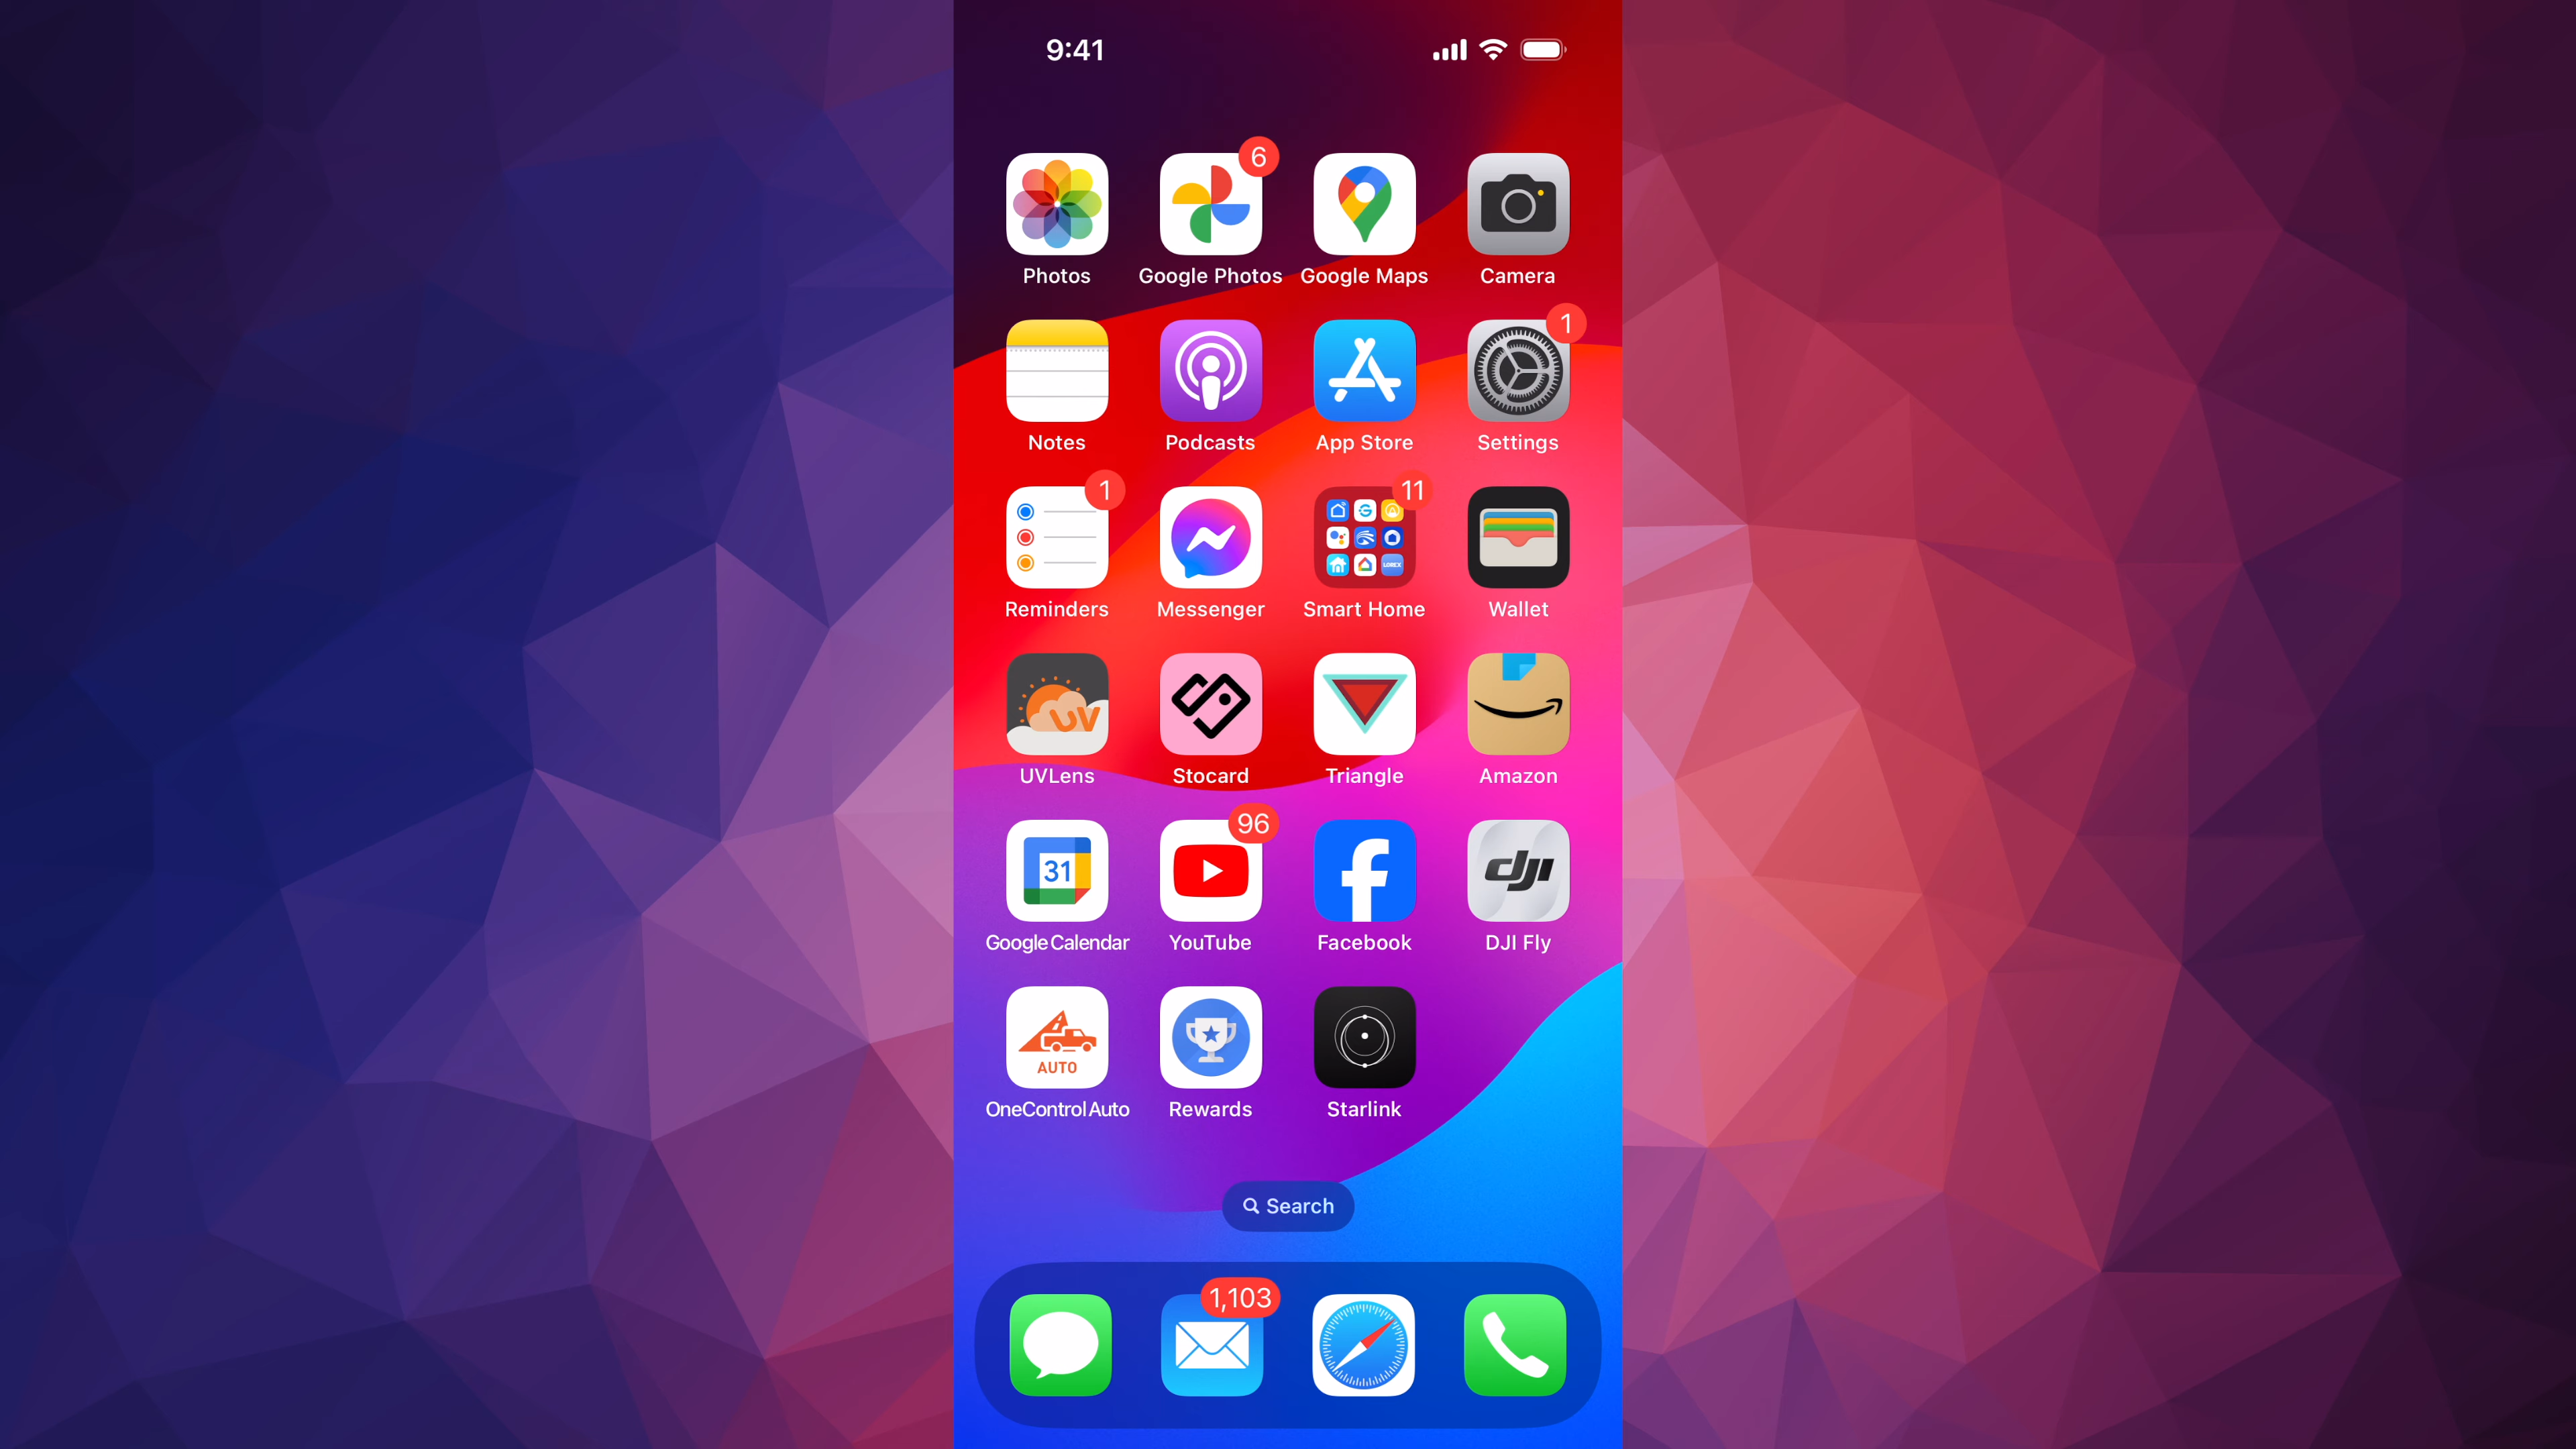 9:41
6
Photos
Google Photos
Google Maps
Camera
1
Notes
Podcasts
App Store
Settings
1
11
LOREX
Reminders
Messenger
Smart Home
Wallet
UV
UVLens
Stocard
Triangle
Amazon
96
31
dji
Google Calendar
YouTube
Facebook
DJI Fly
AUTO
OneControl Auto
Rewards
Starlink
Search
1,103